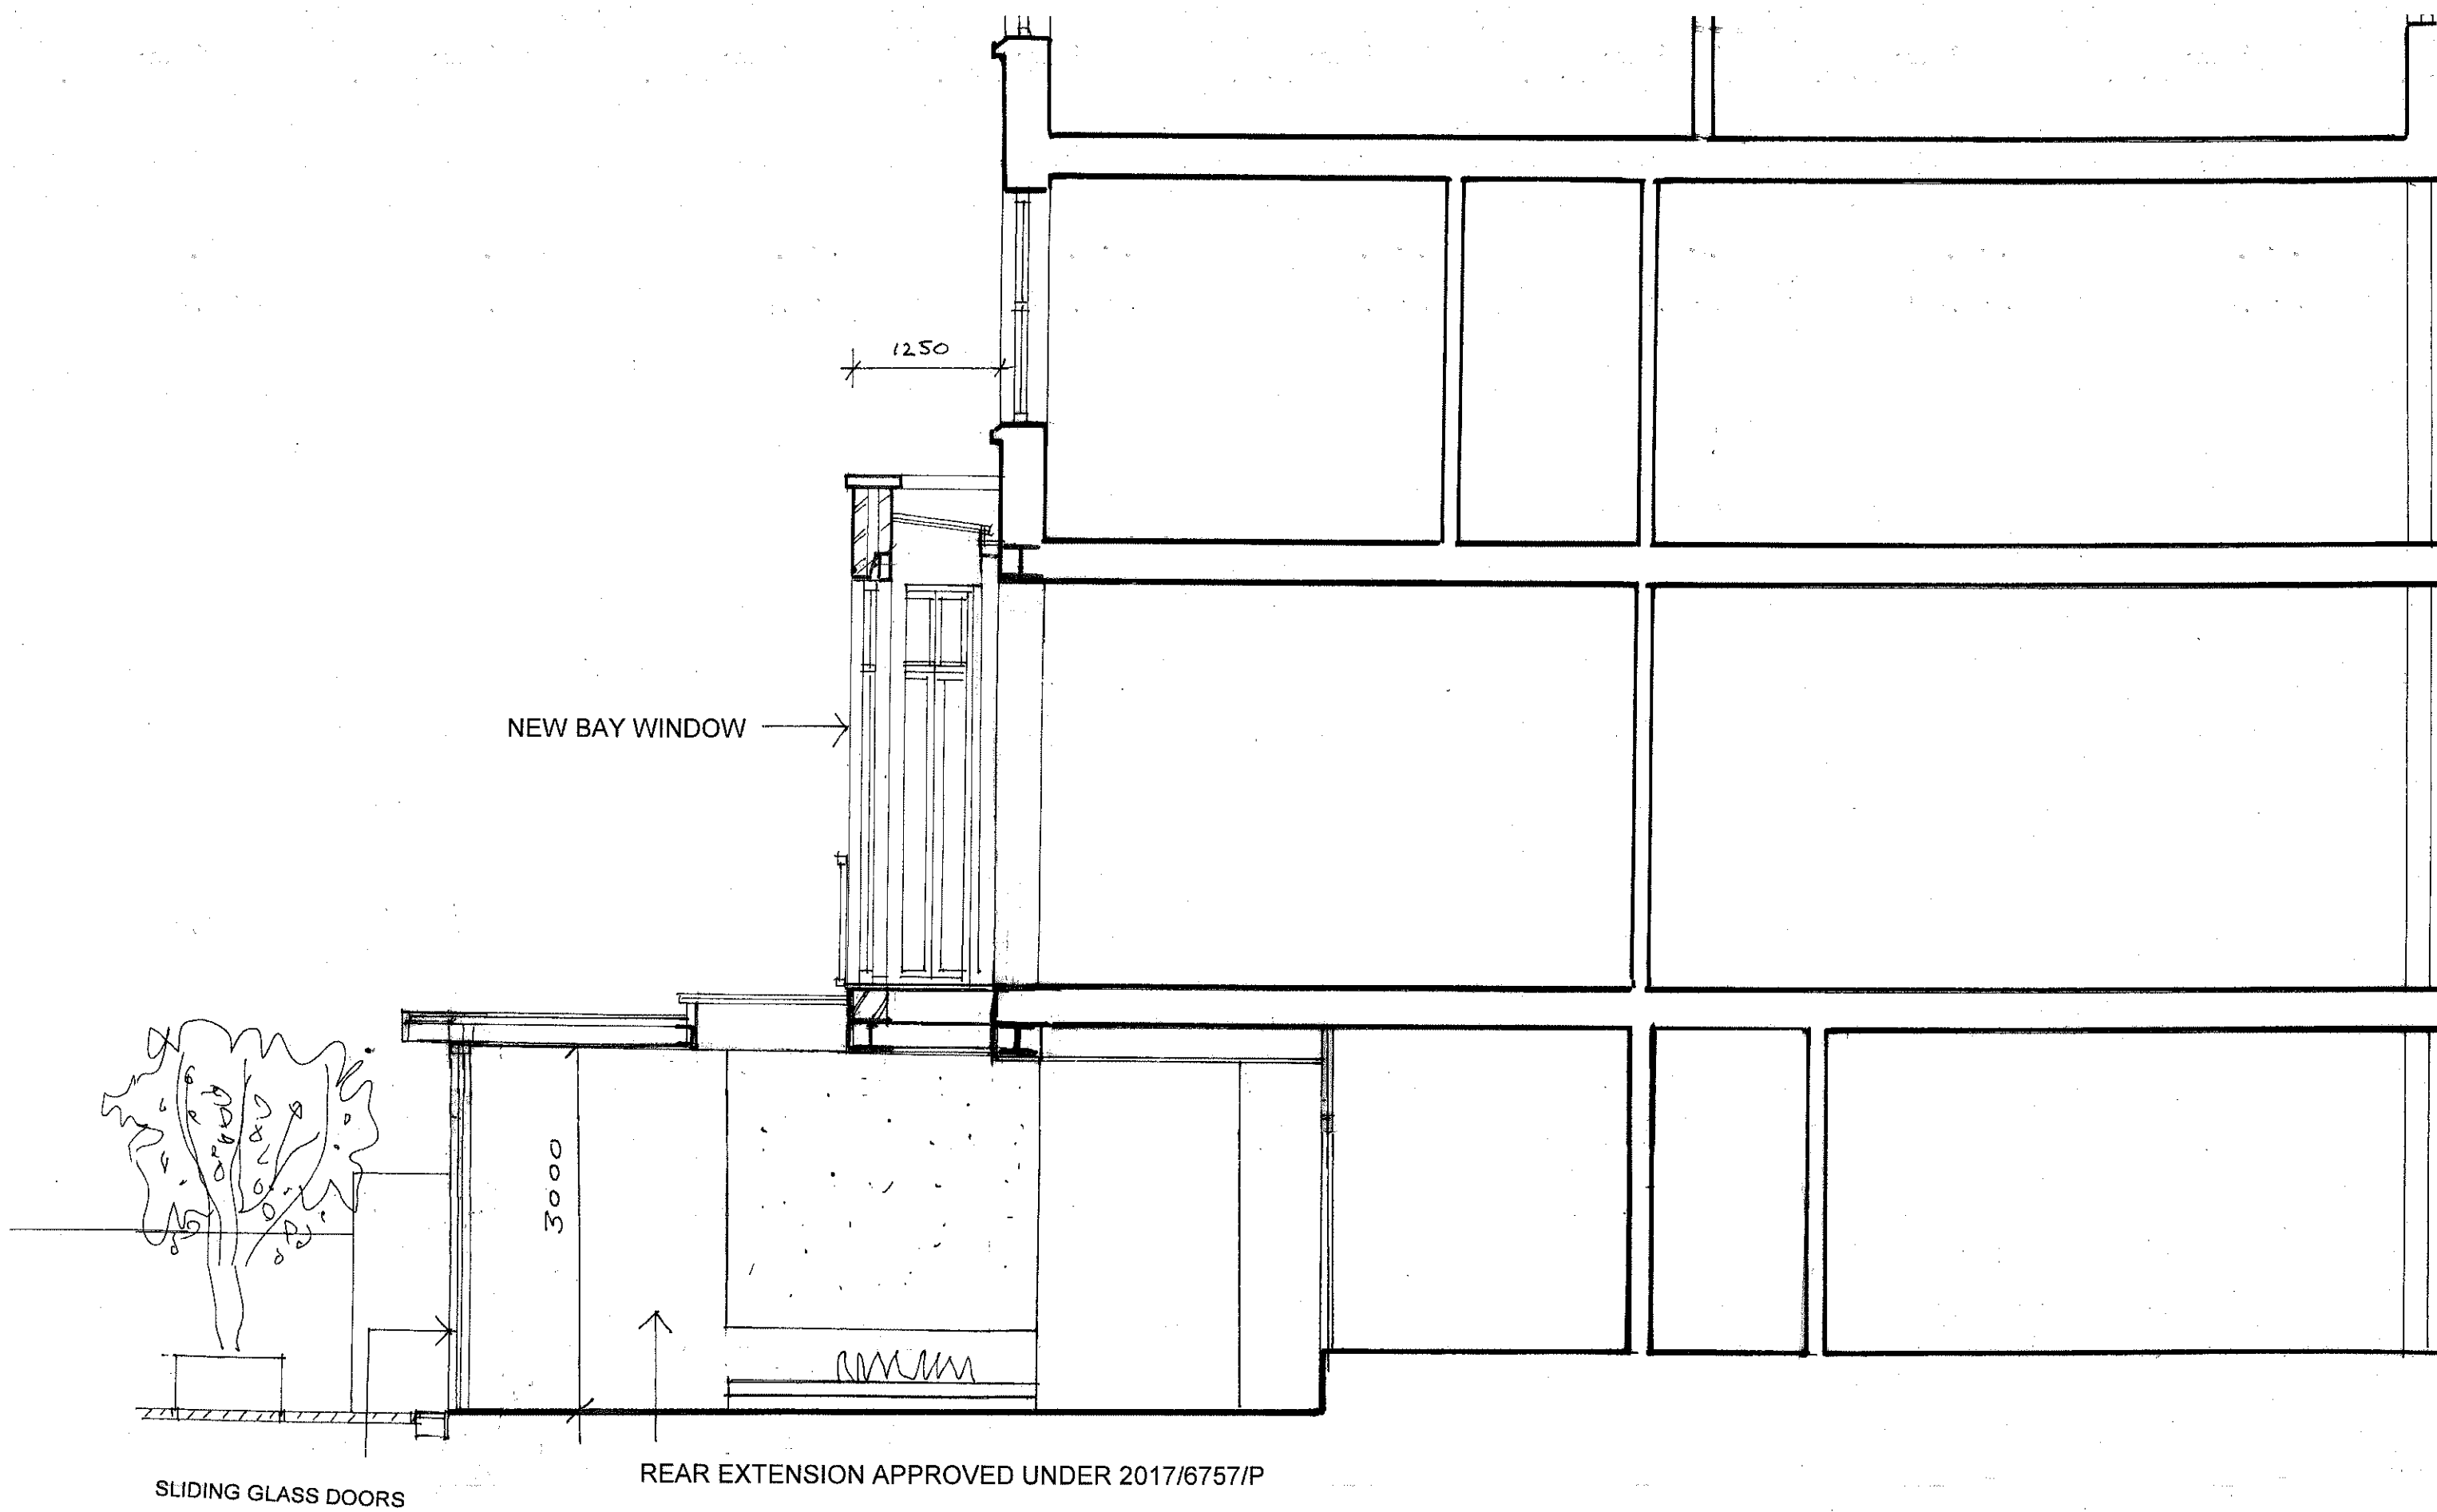 1250
NEW BAY WINDOW
3000
REAR EXTENSION APPROVED UNDER 2017/6757/P
SLIDING GLASS DOORS